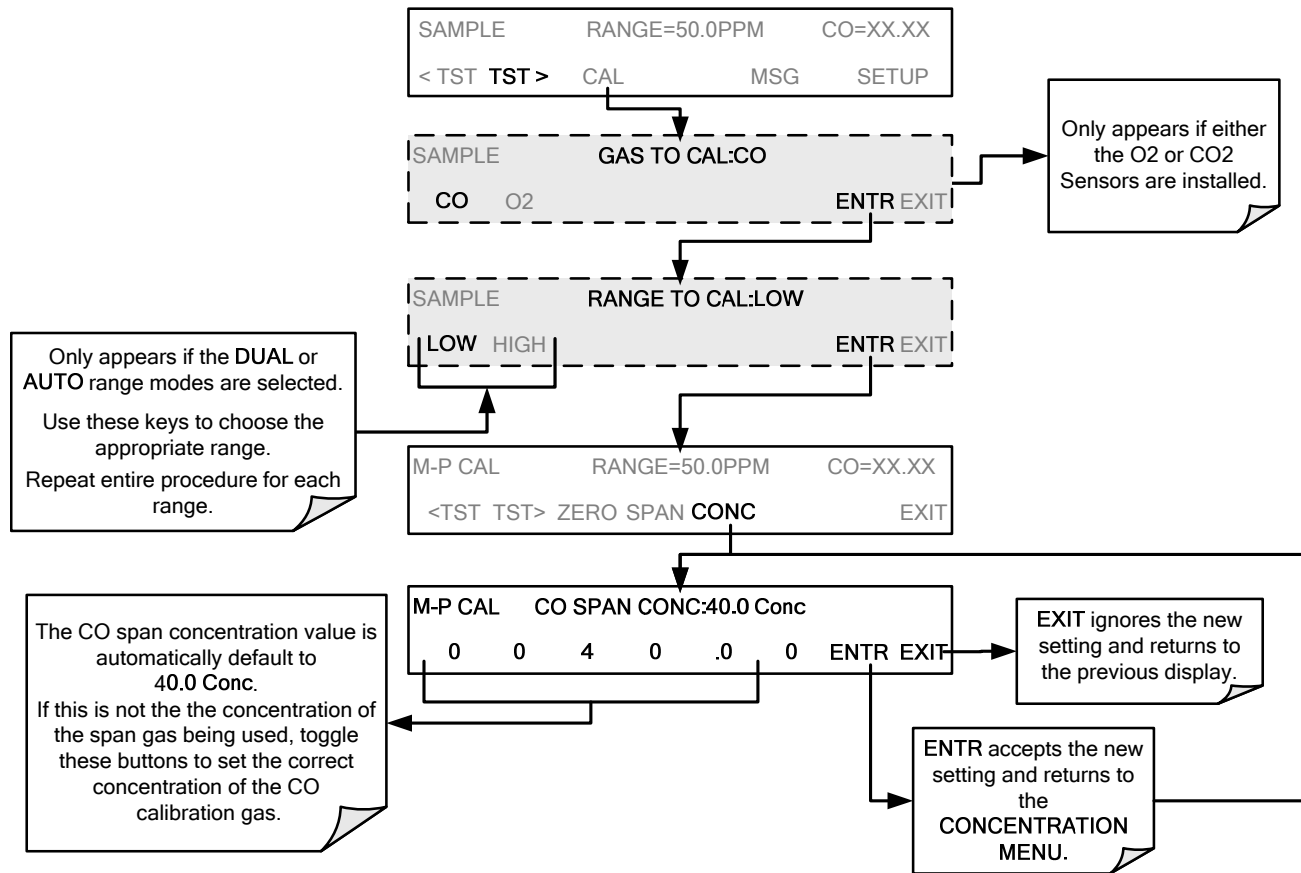 SAMPLE RANGE=50.0PPM CO=XX.XX
< TST TST > CAL MSG SETUP
Only appears if either
the O2 or CO2
Sensors are installed.
SAMPLE GAS TO CAL:CO
CO O2 ENTR EXIT
SAMPLE RANGE TO CAL:LOW
LOW HIGH ENTR EXIT
Only appears if the DUAL or
AUTO range modes are selected.
Use these keys to choose the
appropriate range.
Repeat entire procedure for each
range.
M-P CAL RANGE=50.0PPM CO=XX.XX
<TST TST> ZERO SPAN CONC EXIT
M-P CAL CO SPAN CONC:40.0 Conc
0 0 4 0 .0 0 ENTR EXIT
The CO span concentration value is
automatically default to
40.0 Conc.
If this is not the the concentration of
the span gas being used, toggle
these buttons to set the correct
concentration of the CO
calibration gas.
EXIT ignores the new
setting and returns to
the previous display.
ENTR accepts the new
setting and returns to
the
CONCENTRATION
MENU.